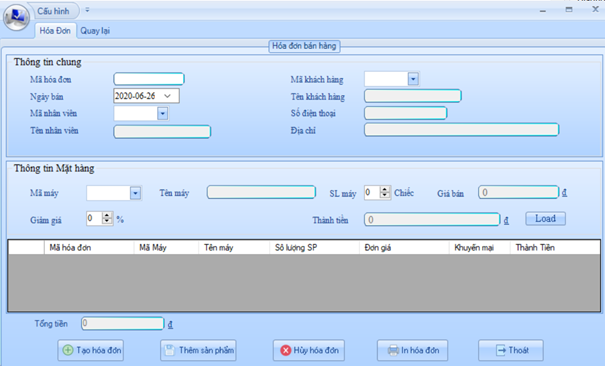 Cấu hình
Hóa Đơn Quay lại
Hóa đơn bán hàng
Thông tin chung
Mã hóa đơn Mã khách hàng
Ngày bán 2020-06-26 Tên khách hàng
Mã nhân viên Số điện thoại
Tên nhân viên Địa chỉ
Thông tin Mặt hàng
Mã máy Tên máy SL máy 0 Chiếc Giá bán 0 đ
Giảm giá 0 % Thành tiền 0 đ Load
Mã hóa đơn Mã Máy Tên máy Số lượng SP Đơn giá Khuyến mại Thành Tiền
Tổng tiền 0 đ
Tạo hóa đơn Thêm sản phẩm Hủy hóa đơn In hóa đơn Thoát